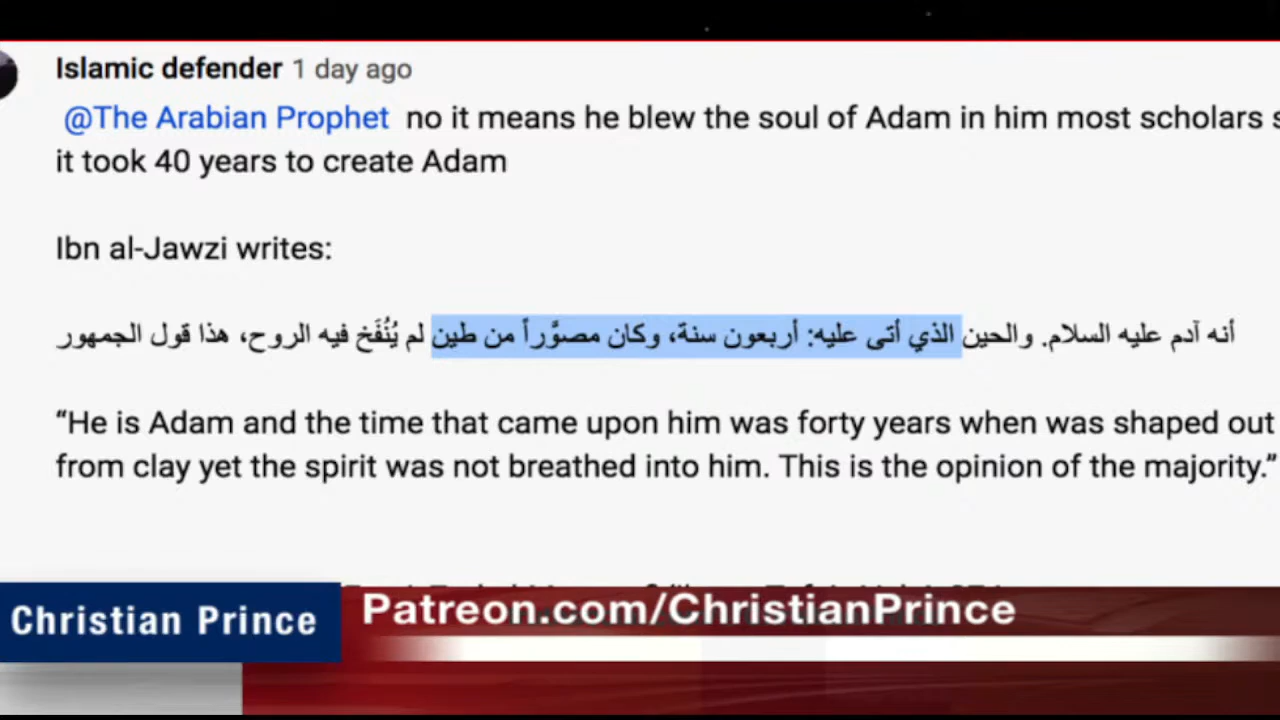 Islamic defender 1 day ago
@The Arabian Prophet no it means he blew the soul of Adam in him most scholars
it took 40 years to create Adam
Ibn al-Jawzi writes:
أنه آدم عليه السلام. والحين الذي أتى عليه: أربعون سنة، وكان مصوَّراً من طين لم يُنُفَخ فيه الروح، هذا قول الجمهور
“He is Adam and the time that came upon him was forty years when was shaped out
from clay yet the spirit was not breathed into him. This is the opinion of the majority.”
Christian Prince
Patreon.com/ChristianPrince